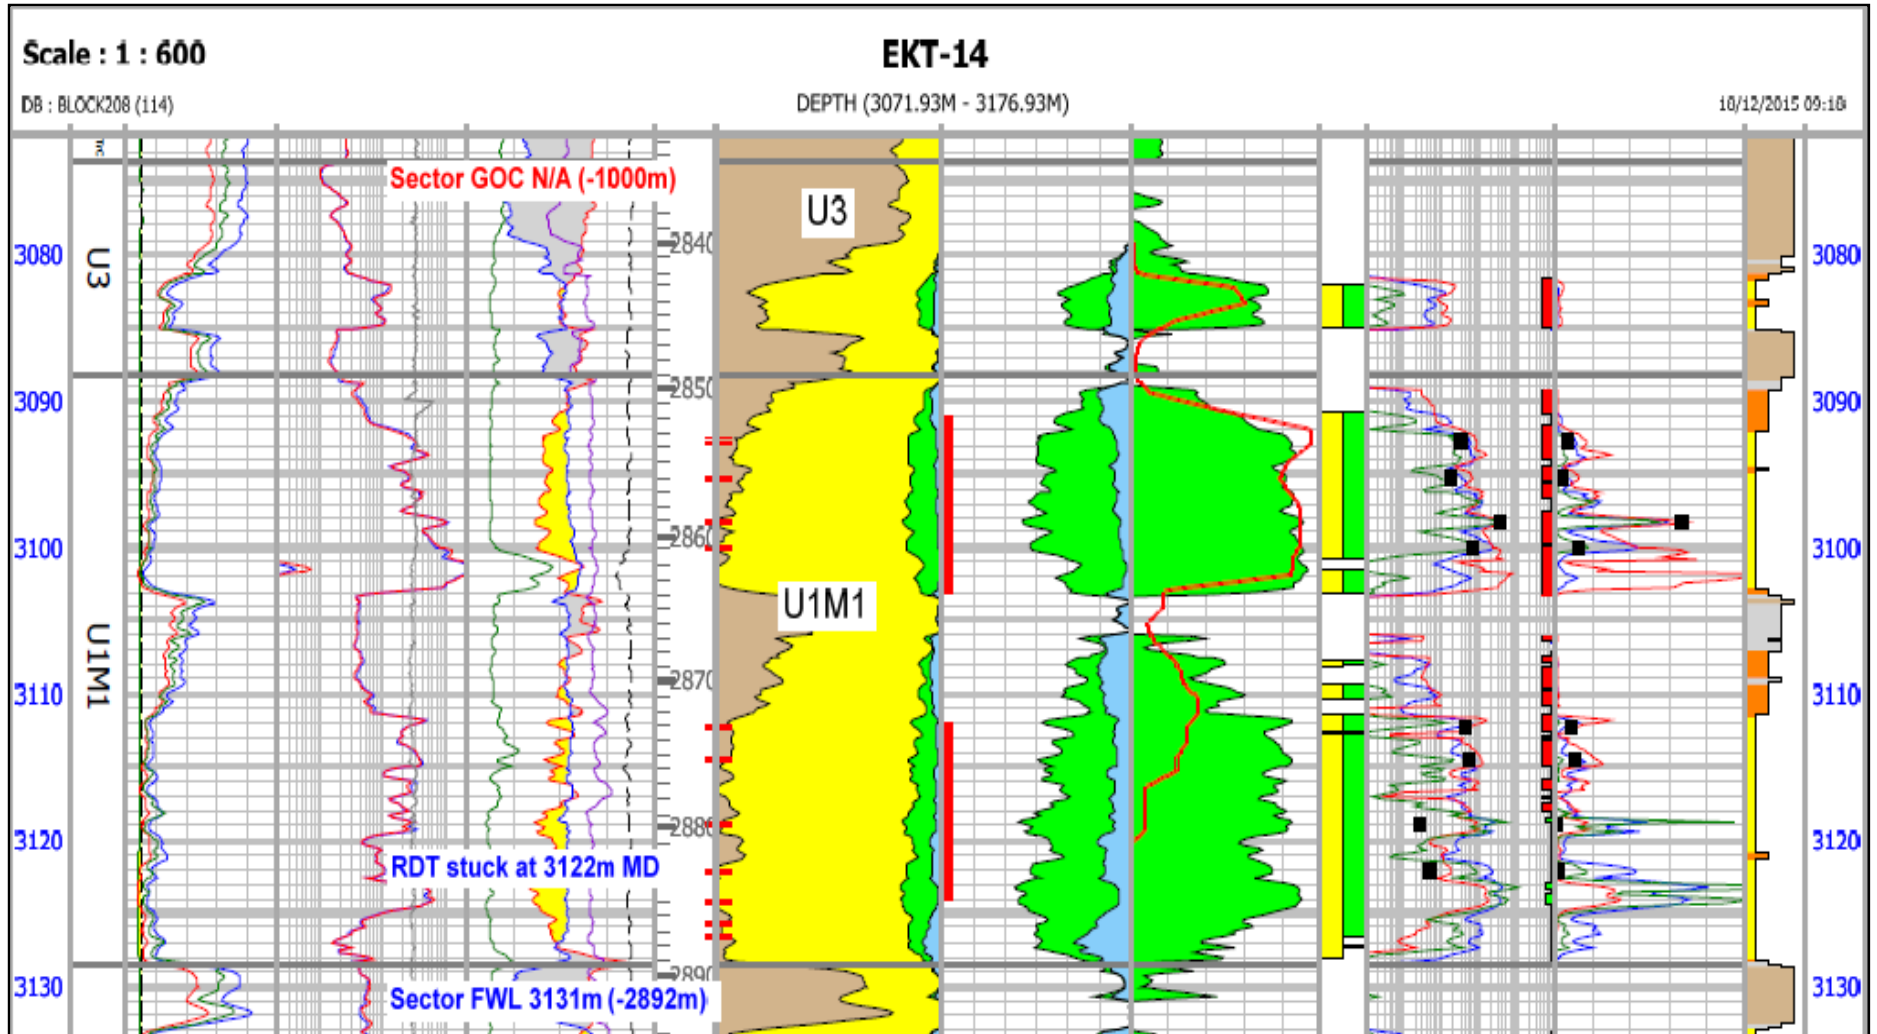 Scale : 1 : 600
EKT-14
DB : BLOCK208 (114)
DEPTH (3071.93M - 3176.93M)
10/12/2015 09:10
Sector GOC N/A (-1000m)
U3
2840
3080
U3
3080
2850
3090
3090
2860
3100
3100
U1M1
U1M1
2870
3110
3110
2880
3120
3120
RDT stuck at 3122m MD
2890
3130
Sector FWL 3131m (-2892m)
3130